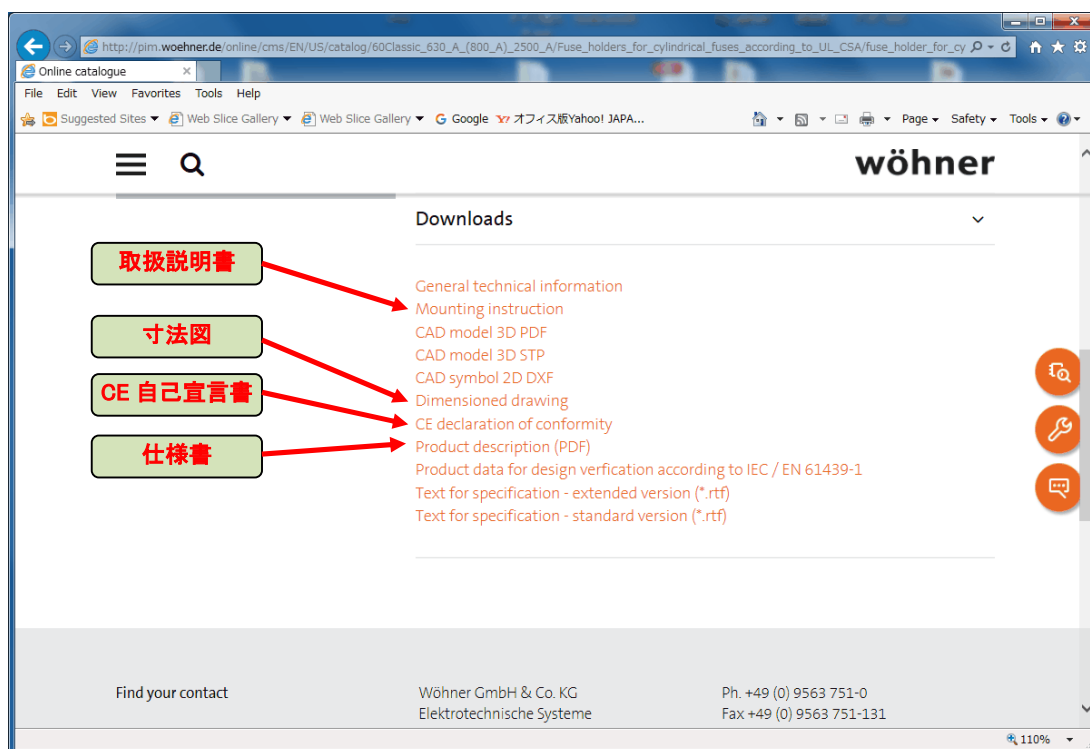 http://pim.woehner.de/online/cms/EN/US/catalog/60Classic_630_A_(800_A)_2500_A/Fuse_holders_for_cylindrical_fuses_according_to_UL_CSA/fuse_holder_for_cy
Online catalogue
File Edit View Favorites Tools Help
Suggested Sites Web Slice Gallery Web Slice Gallery Google オフィス版Yahoo! JAPA... Page Safety Tools
wöhner
Downloads
取扱説明書
General technical information
Mounting instruction
寸法図
CAD model 3D PDF
CAD model 3D STP
CAD symbol 2D DXF
CE 自己宣言書
Dimensioned drawing
CE declaration of conformity
仕様書
Product description (PDF)
Product data for design verfication according to IEC / EN 61439-1
Text for specification - extended version (*.rtf)
Text for specification - standard version (*.rtf)
Find your contact
Wöhner GmbH & Co. KG
Elektrotechnische Systeme
Ph. +49 (0) 9563 751-0
Fax +49 (0) 9563 751-131
110%